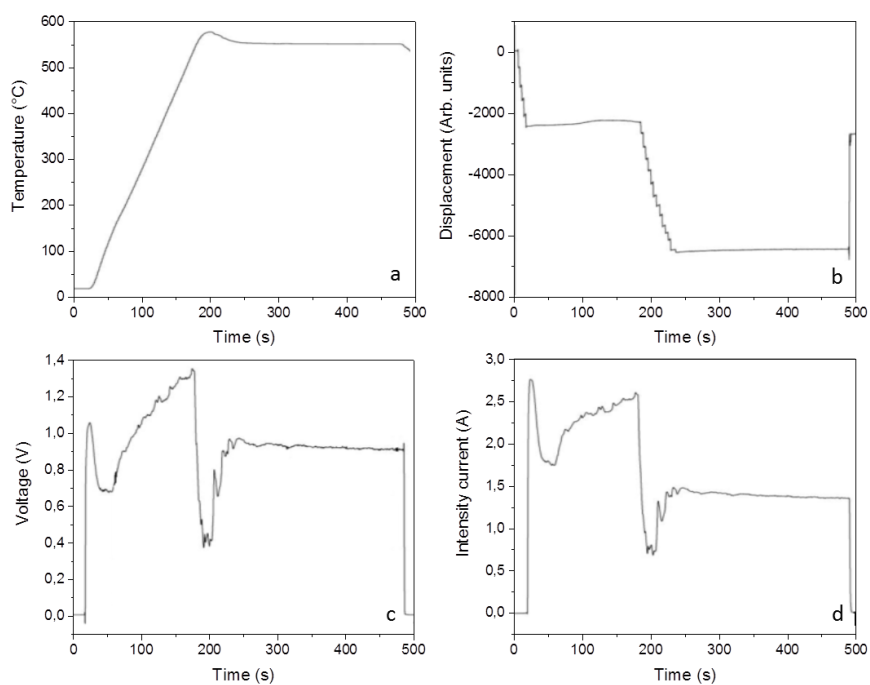 600
500
400
300
200
100
0
Temperature (°C)
0 100 200 300 400 500
Time (s)
a
0
-2000
-4000
-6000
-8000
Displacement (Arb. units)
0 100 200 300 400 500
Time (s)
b
1,4
1,2
1,0
0,8
0,6
0,4
0,2
0,0
Voltage (V)
0 100 200 300 400 500
Time (s)
c
3,0
2,5
2,0
1,5
1,0
0,5
0,0
Intensity current (A)
0 100 200 300 400 500
Time (s)
d